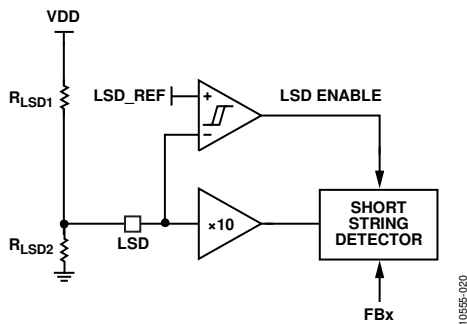 VDD
RLSD1
LSD_REF
+
−
LSD ENABLE
×10
LSD
RLSD2
SHORT
STRING
DETECTOR
FBx
10555-020